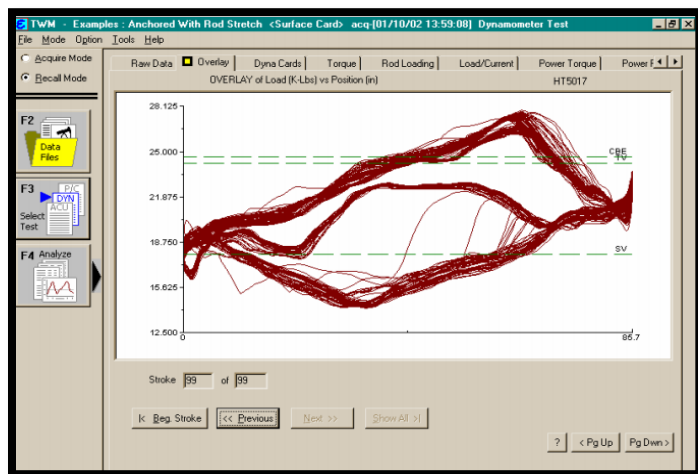 TWM - Examples : Anchored With Rod Stretch <Surface Card> acq-[01/10/02 13:59:08] Dynamometer Test
File Mode Option Tools Help
Acquire Mode
Recall Mode
F2
Data
Files
F3
P/C
DYN
ACU
Select
Test
F4 Analyze
Raw Data Overlay Dyna Cards Torque Rod Loading Load/Current Power Torque
OVERLAY of Load (K-Lbs) vs Position (in) HT5017
28.125
25.000
21.875
18.750
15.625
12.500
0
85.7
TV
SV
Stroke 99 of 99
|< Beg. Stroke << Previous Next >> Show All >|
? < Pg Up Pg Dwn >